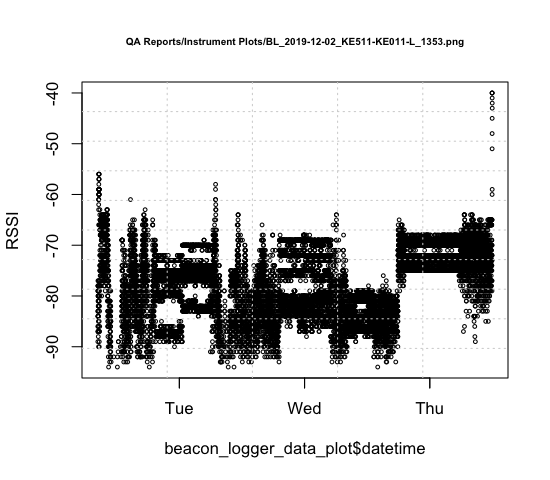 QA Reports/Instrument Plots/BL_2019-12-02_KE511-KE011-L_1353.png
-40
-50
-60
-70
-80
-90
RSSI
Tue Wed Thu
beacon_logger_data_plot$datetime